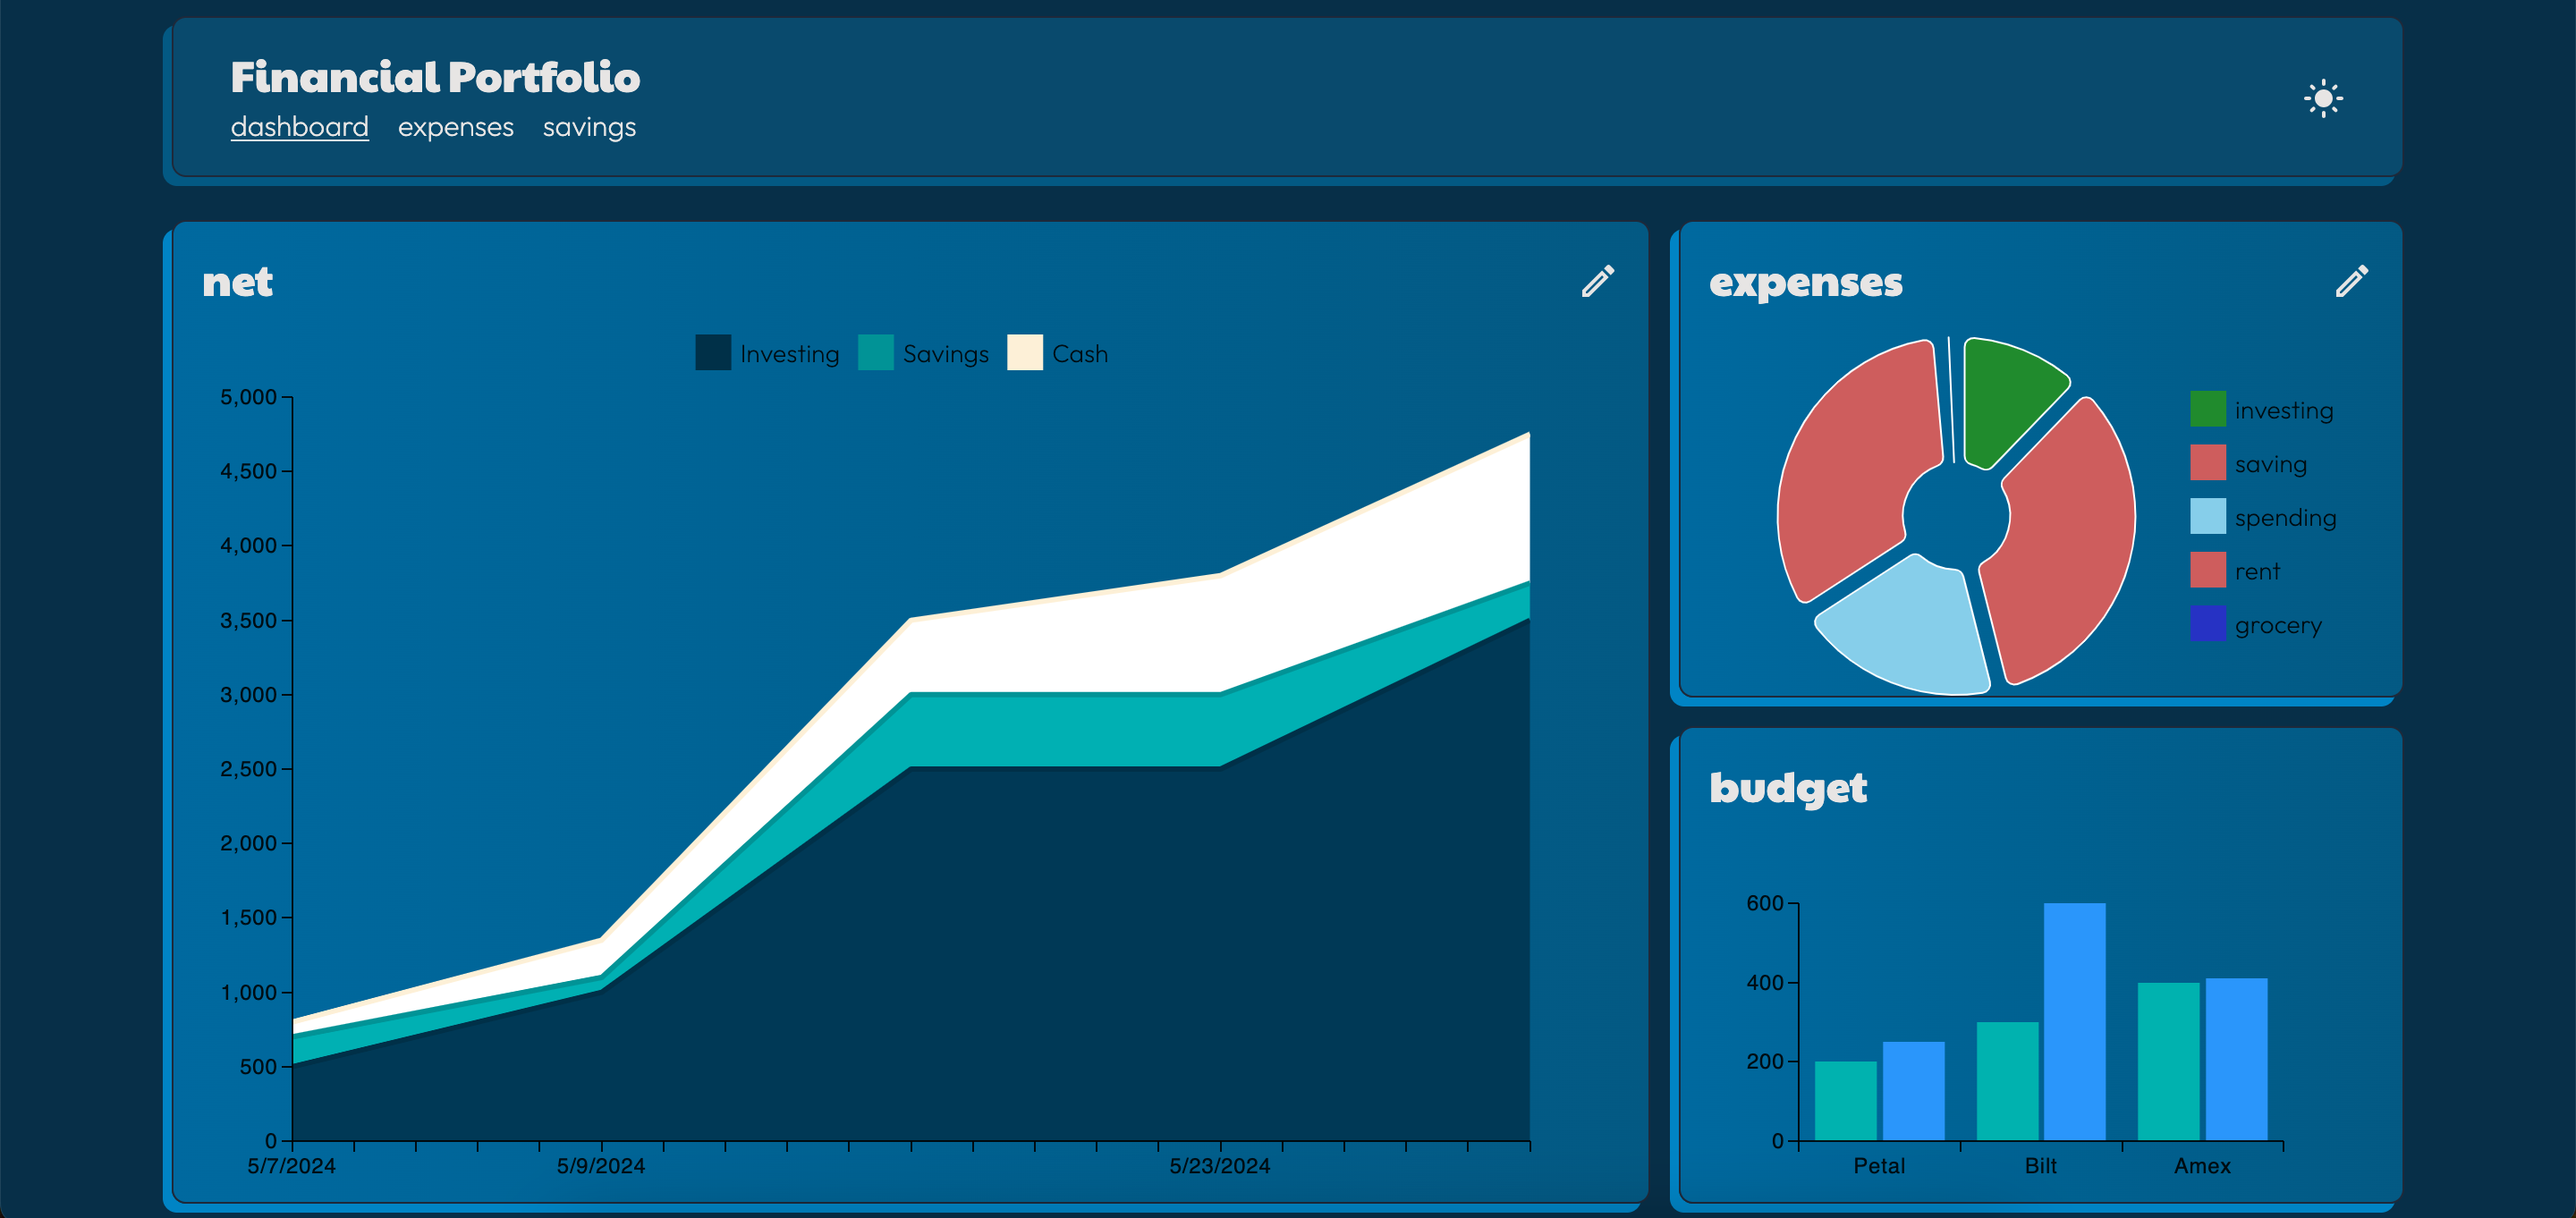 Financial Portfolio
dashboard expenses savings
net
Investing Savings Cash
5,000
4,500
4,000
3,500
3,000
2,500
2,000
1,500
1,000
500
0
5/7/2024 5/9/2024 5/23/2024
expenses
investing
saving
spending
rent
grocery
budget
600
400
200
0
Petal Bilt Amex